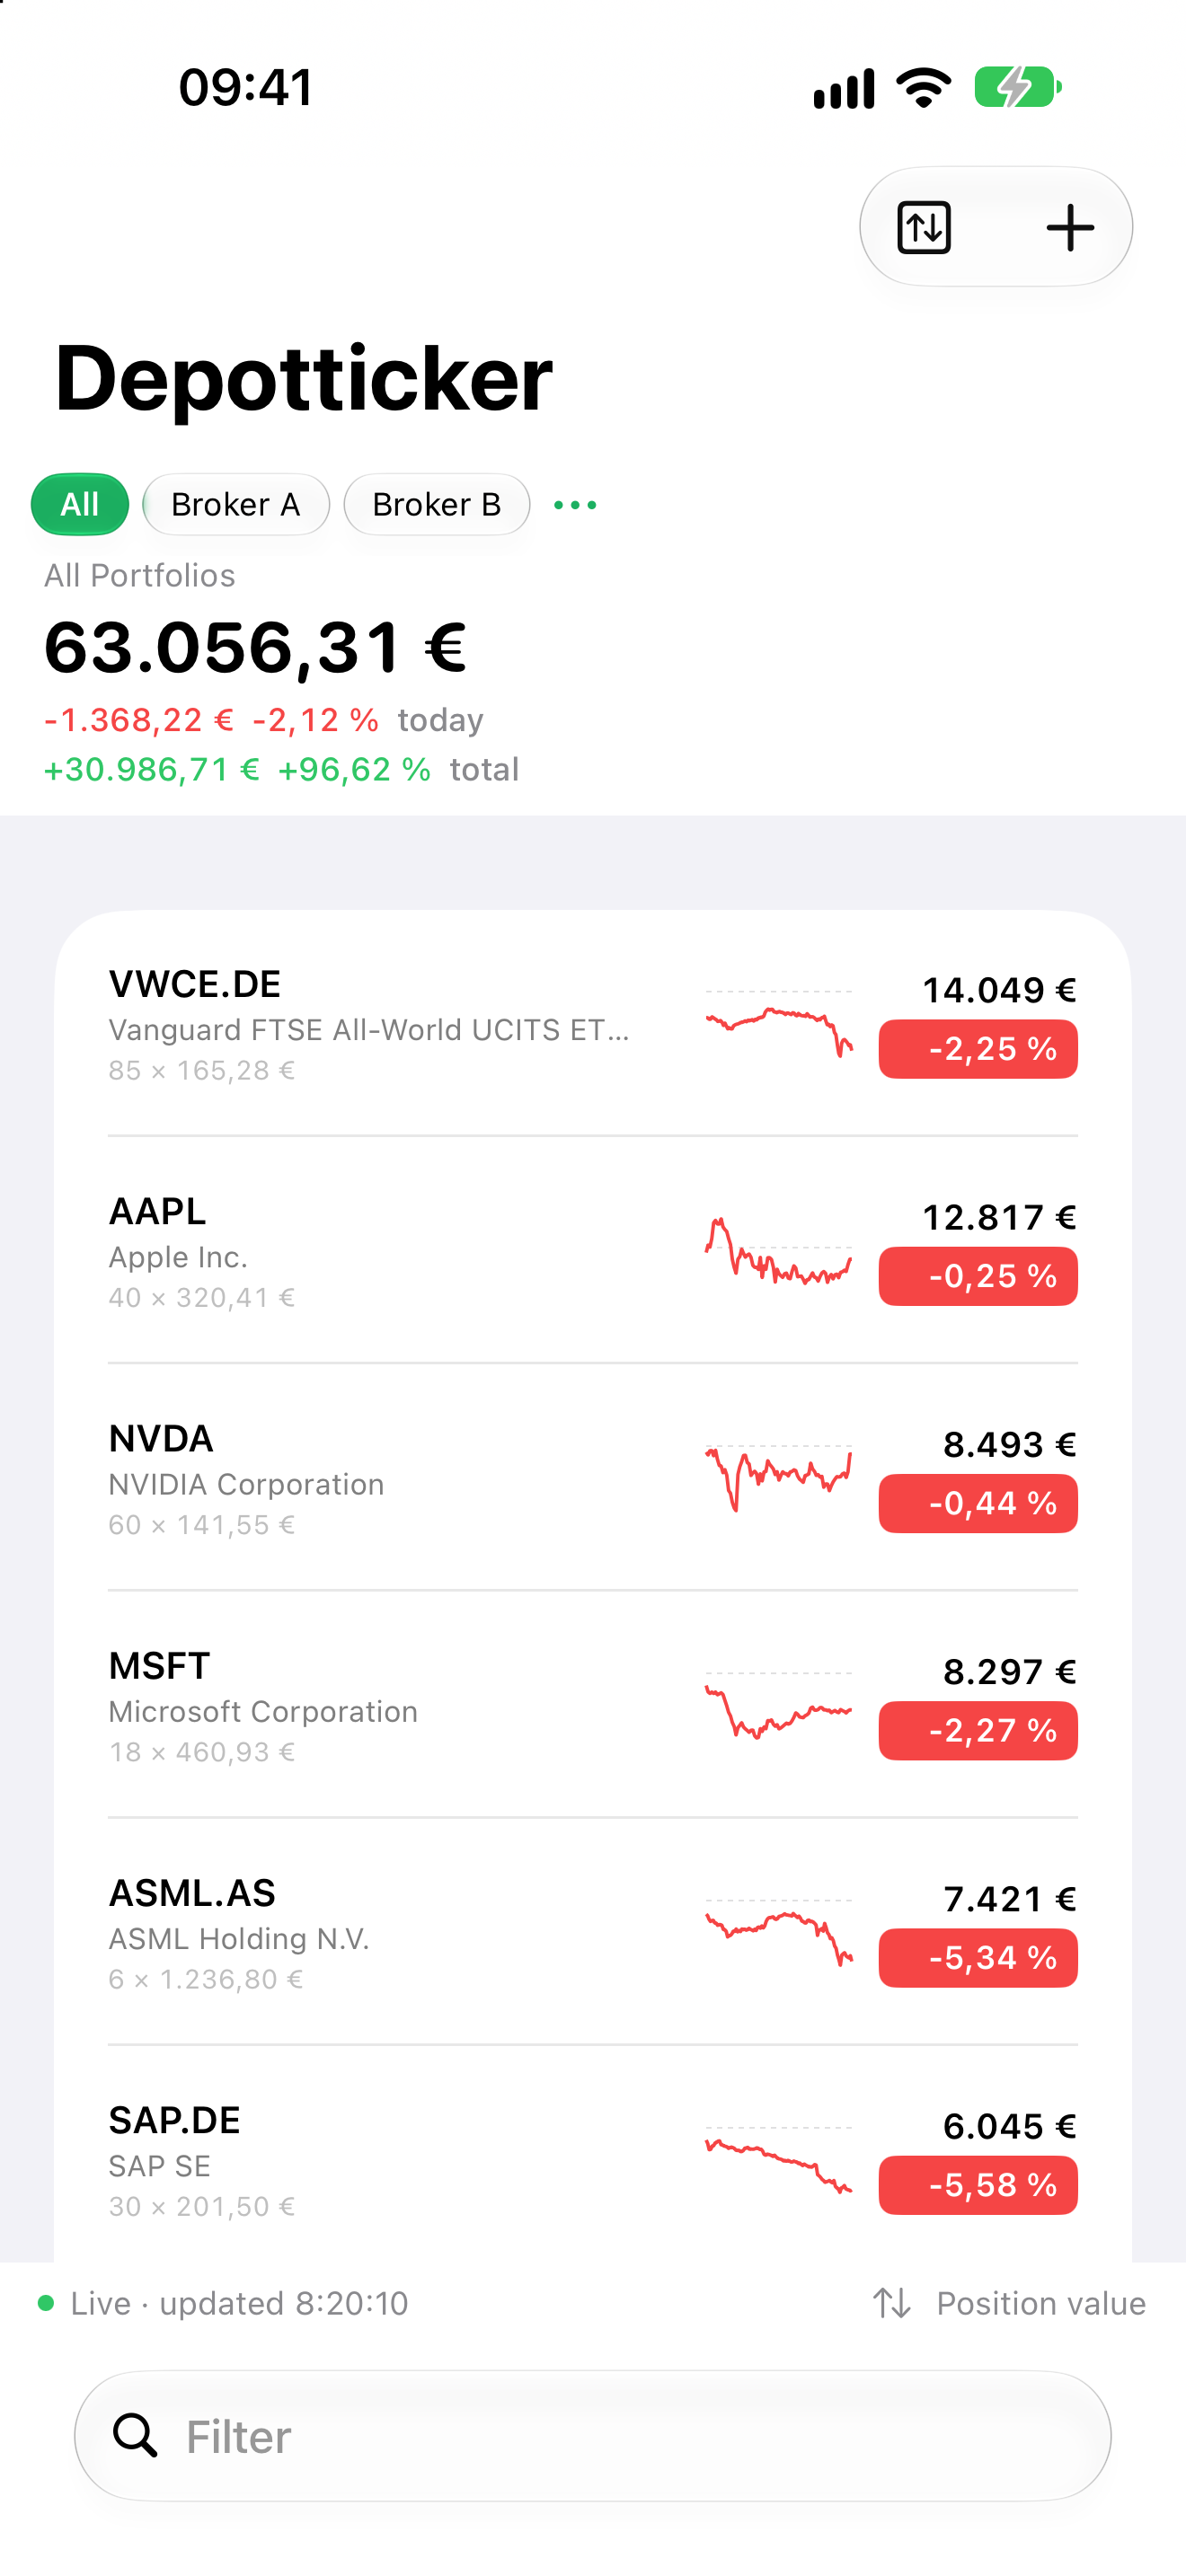 09:41
Depotticker
All
Broker A
Broker B
All Portfolios
63.056,31 €
-1.368,22 € -2,12 % today
+30.986,71 € +96,62 % total
VWCE.DE
Vanguard FTSE All-World UCITS ET...
85 × 165,28 €
14.049 €
-2,25 %
AAPL
Apple Inc.
40 × 320,41 €
12.817 €
-0,25 %
NVDA
NVIDIA Corporation
60 × 141,55 €
8.493 €
-0,44 %
MSFT
Microsoft Corporation
18 × 460,93 €
8.297 €
-2,27 %
ASML.AS
ASML Holding N.V.
6 × 1.236,80 €
7.421 €
-5,34 %
SAP.DE
SAP SE
30 × 201,50 €
6.045 €
-5,58 %
Live · updated 8:20:10
Position value
Filter